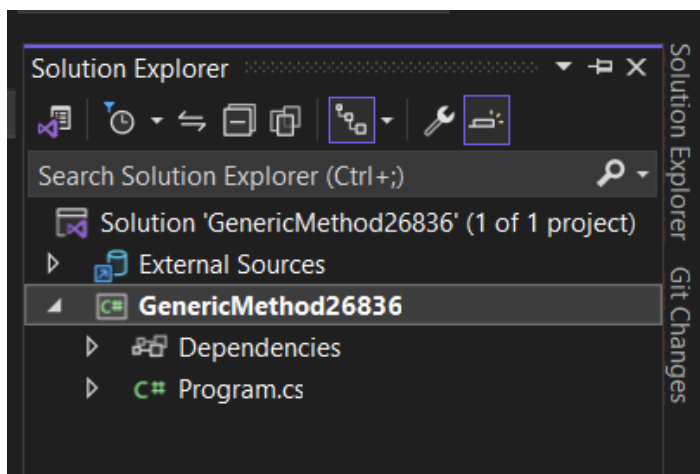 Solution Explorer
Search Solution Explorer (Ctrl+;)
Solution 'GenericMethod26836' (1 of 1 project)
External Sources
C# GenericMethod26836
Dependencies
C# Program.cs
Solution Explorer
Git Changes